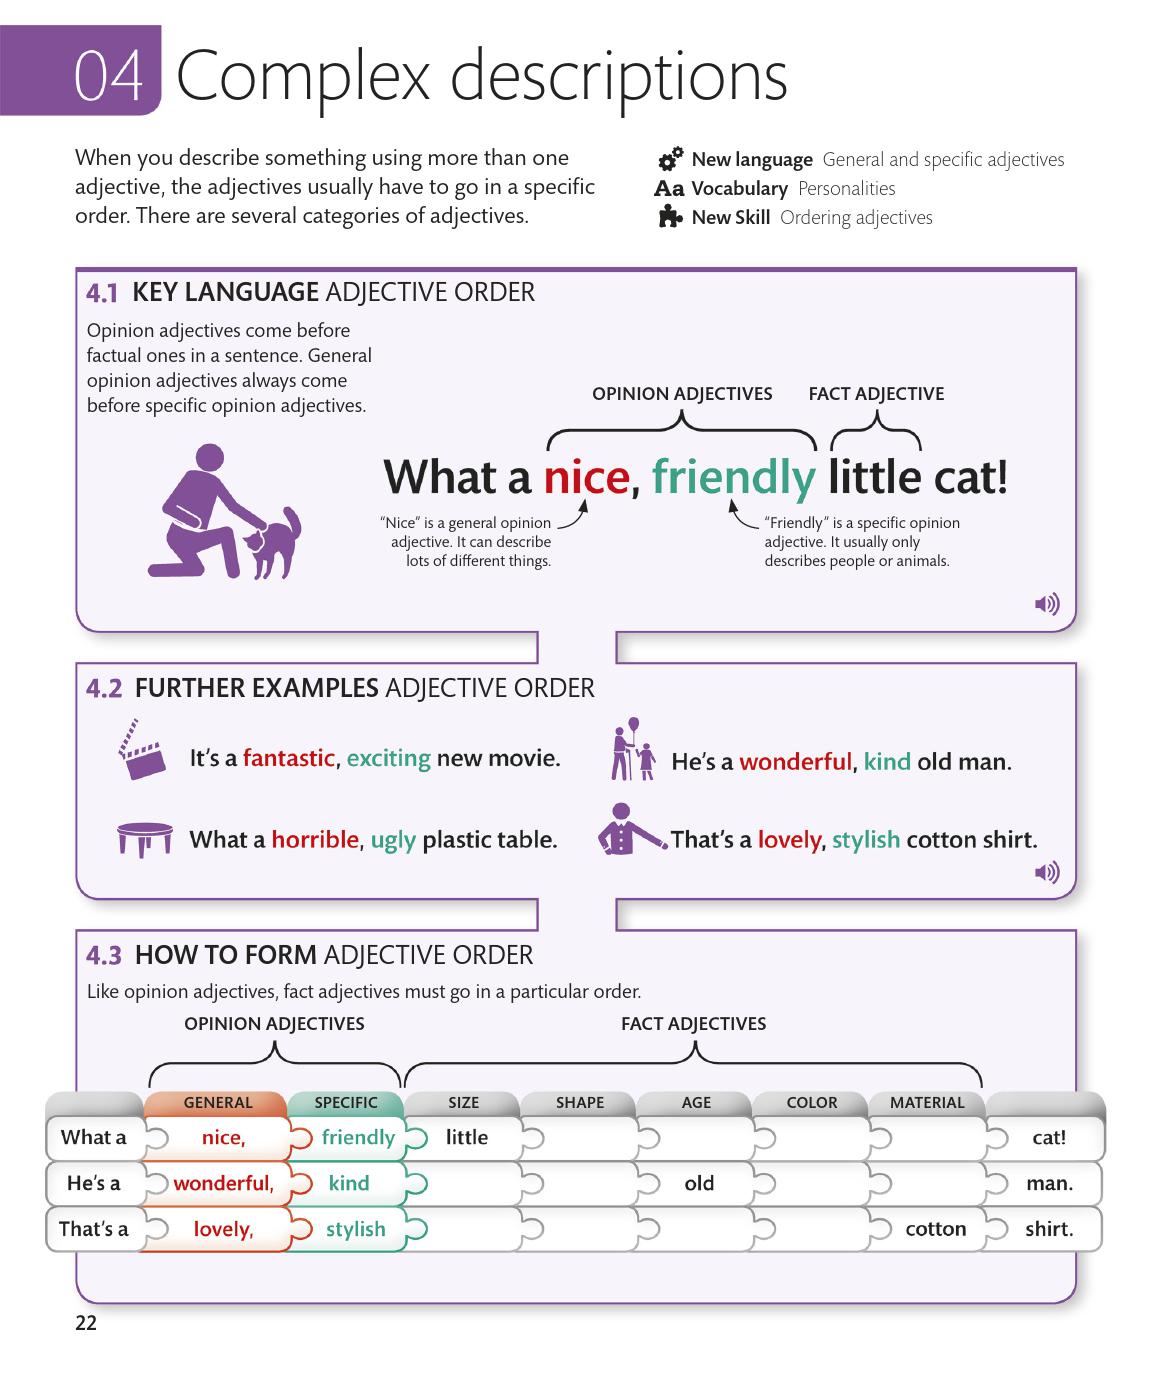 04 Complex descriptions
When you describe something using more than one
adjective, the adjectives usually have to go in a specific
order. There are several categories of adjectives.
New language General and specific adjectives
Aa Vocabulary Personalities
New Skill Ordering adjectives
4.1 KEY LANGUAGE ADJECTIVE ORDER
Opinion adjectives come before
factual ones in a sentence. General
opinion adjectives always come
before specific opinion adjectives.
OPINION ADJECTIVES FACT ADJECTIVE
What a nice, friendly little cat!
“Nice” is a general opinion
adjective. It can describe
lots of different things.
“Friendly” is a specific opinion
adjective. It usually only
describes people or animals.
4.2 FURTHER EXAMPLES ADJECTIVE ORDER
It’s a fantastic, exciting new movie.
He’s a wonderful, kind old man.
What a horrible, ugly plastic table.
That’s a lovely, stylish cotton shirt.
4.3 HOW TO FORM ADJECTIVE ORDER
Like opinion adjectives, fact adjectives must go in a particular order.
OPINION ADJECTIVES FACT ADJECTIVES
GENERAL SPECIFIC SIZE SHAPE AGE COLOR MATERIAL
What a nice, friendly little cat!
He’s a wonderful, kind old man.
That’s a lovely, stylish cotton shirt.
22